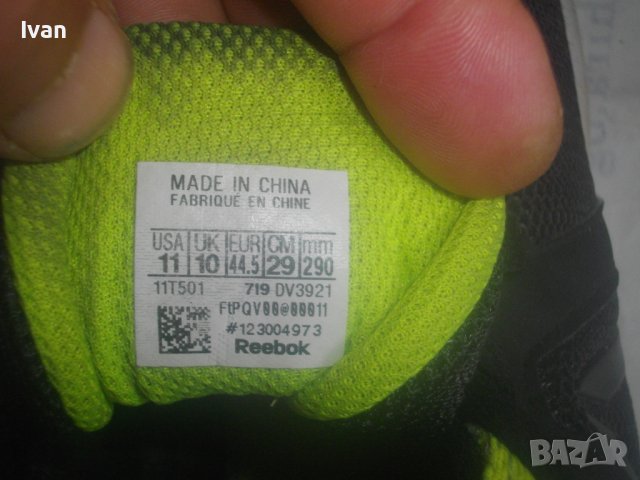 Ivan
MADE IN CHINA
FABRIQUÉ EN CHINE
USA UK EUR CM mm
11 10 44.5 29 290
11T501 719 DV3921
FtPQV00@00011
#123004973
Reebok
BAZAR